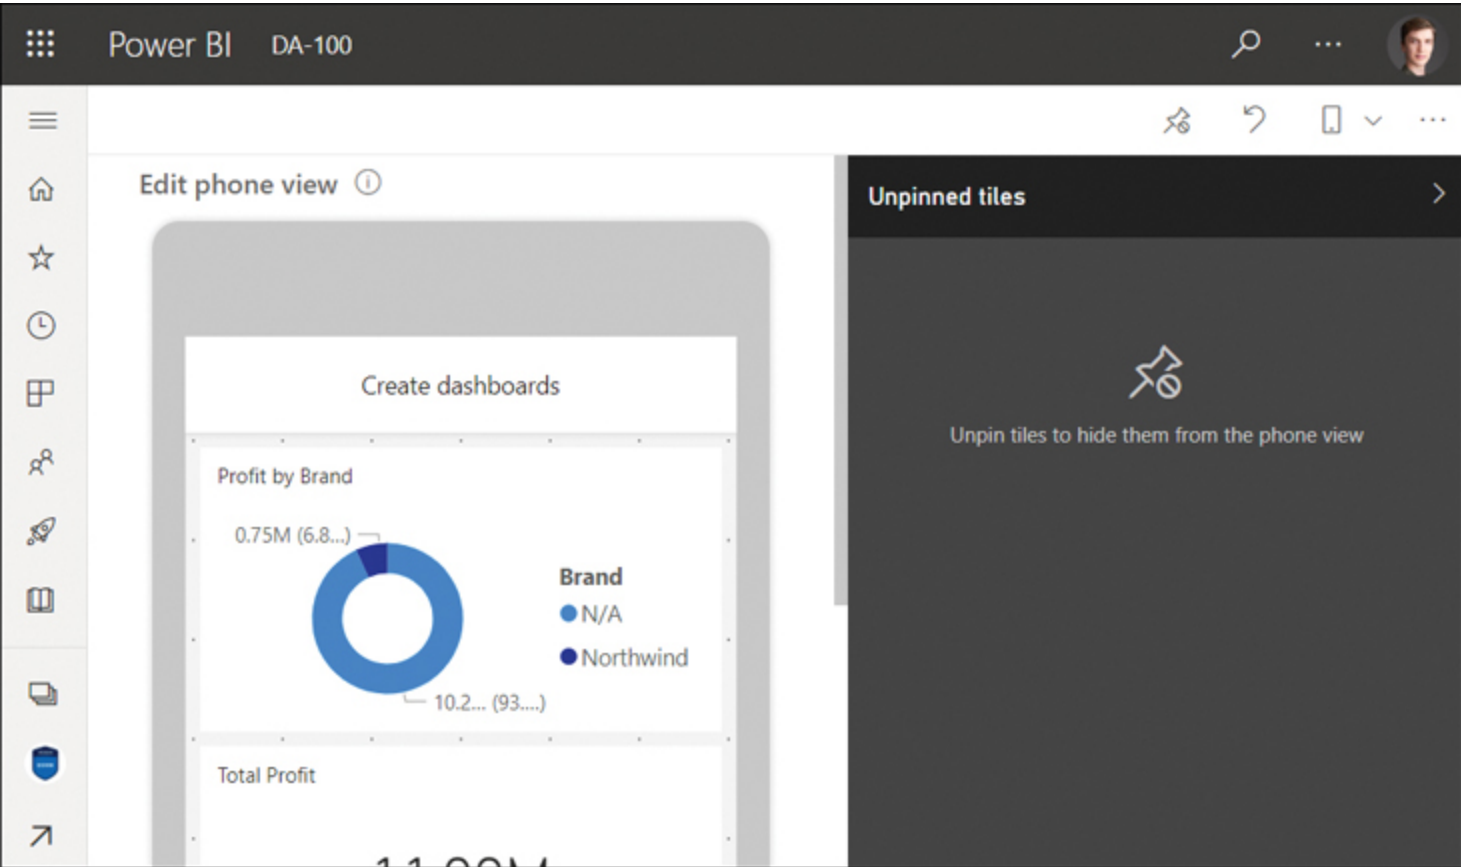 Power BI DA-100
Edit phone view
Unpinned tiles
Create dashboards
Unpin tiles to hide them from the phone view
Profit by Brand
0.75M (6.8...)
Brand
N/A
Northwind
10.2... (93....)
Total Profit